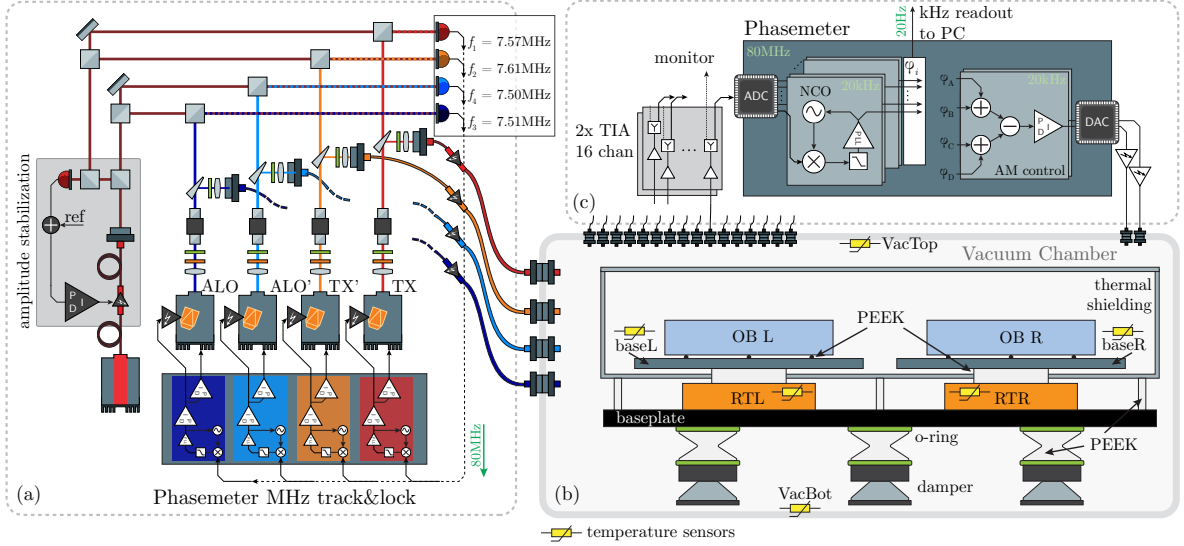 f₁ = 7.57MHz
f₂ = 7.61MHz
f₄ = 7.50MHz
f₃ = 7.51MHz
amplitude stabilization
ref
P
I
D
ALO
ALO'
TX'
TX
80MHz
(a)
Phasemeter MHz track&lock
Phasemeter
20Hz
kHz readout
to PC
monitor
80MHz
φᵢ
20kHz
20kHz
ADC
NCO
PLL
2x TIA
16 chan
Y
Y
Y
...
φA
φB
φC
φD
P
I
D
AM control
DAC
(c)
VacTop
Vacuum Chamber
thermal
shielding
PEEK
baseL
OB L
OB R
baseR
RTL
RTR
baseplate
o-ring
PEEK
damper
VacBot
(b)
temperature sensors